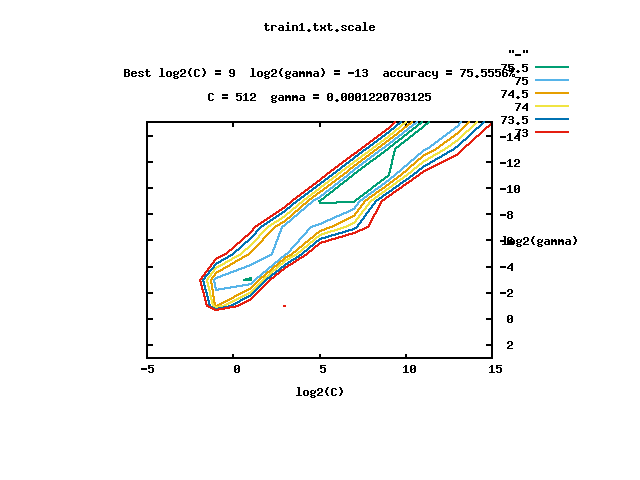 train1.txt.scale
"-"
Best log2(C) = 9  log2(gamma) = -13  accuracy = 75.5556%
75.5
75
C = 512  gamma = 0.0001220703125
74.5
74
73.5
73
-14
-12
-10
-8
-6
log2(gamma)
-4
-2
0
2
-5 0 5 10 15
log2(C)